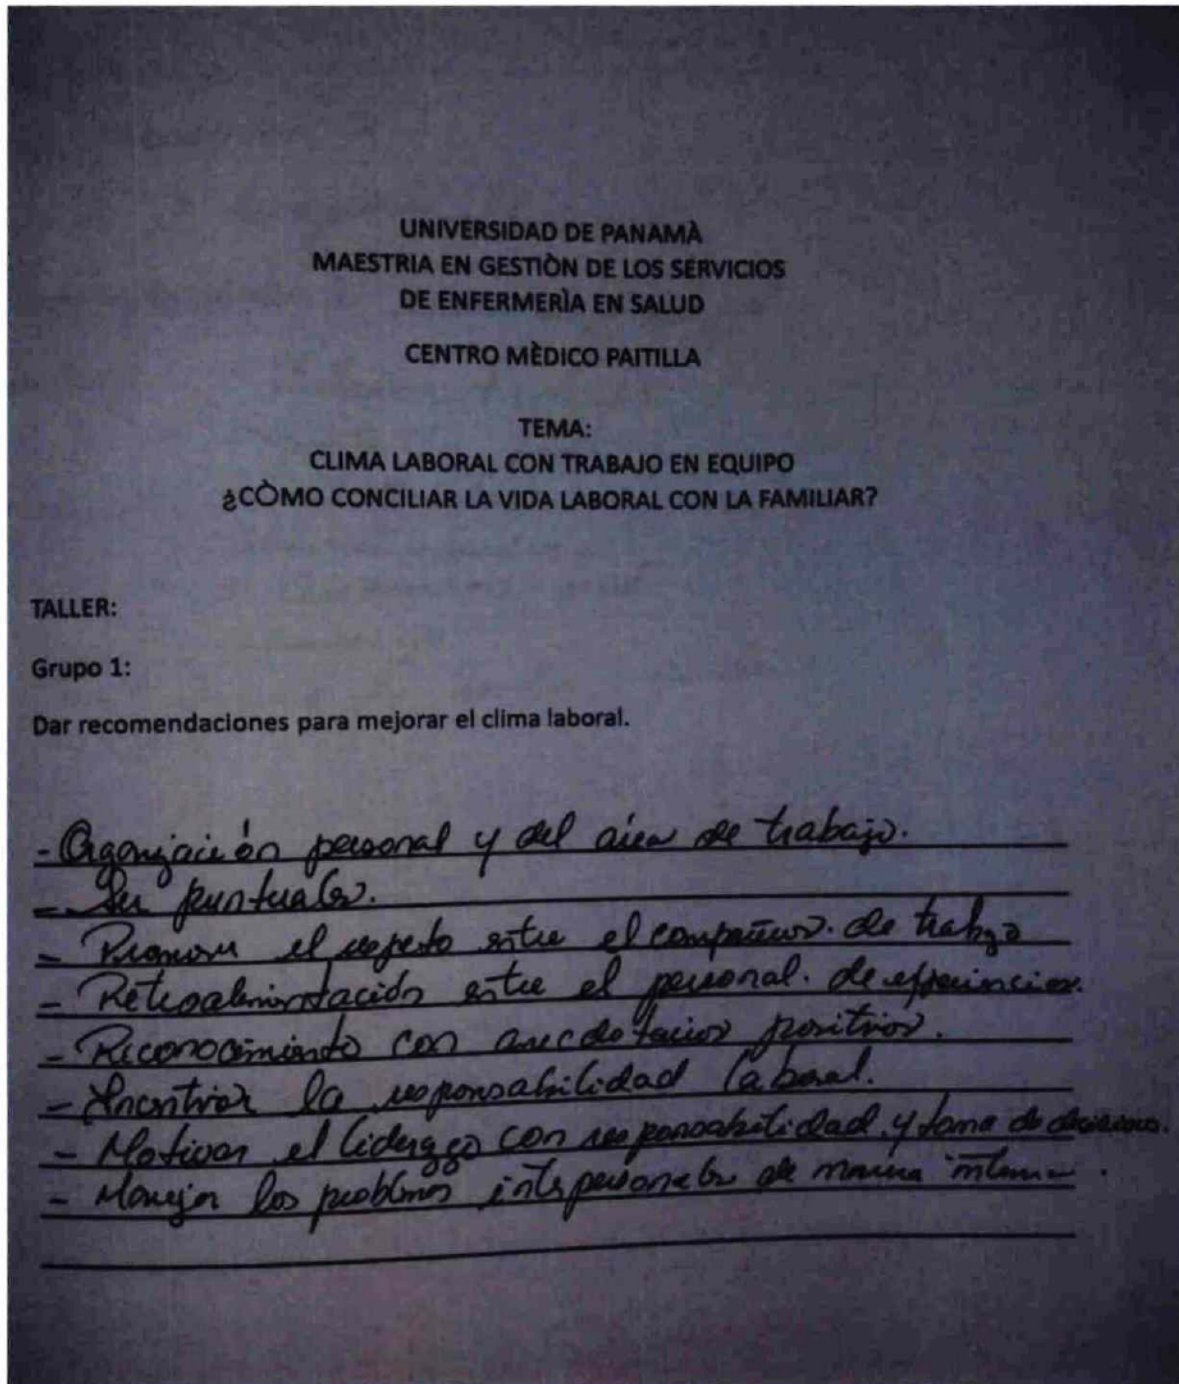 UNIVERSIDAD DE PANAMÀ
MAESTRIA EN GESTIÒN DE LOS SERVICIOS
DE ENFERMERÌA EN SALUD
CENTRO MÈDICO PAITILLA
TEMA:
CLIMA LABORAL CON TRABAJO EN EQUIPO
¿CÒMO CONCILIAR LA VIDA LABORAL CON LA FAMILIAR?
TALLER:
Grupo 1:
Dar recomendaciones para mejorar el clima laboral.
- Organización personal y del área de trabajo.
- Ser puntuales.
- Promover el respeto entre el compañeros. de trabajo
- Retroalimentación entre el personal. de experiencias.
- Reconocimiento con anecdotarios positivos.
- Incentivar la responsabilidad laboral.
- Motivar el liderazgo con responsabilidad y toma de decisiones.
- Manejar los problemas interpersonales de manera interna.